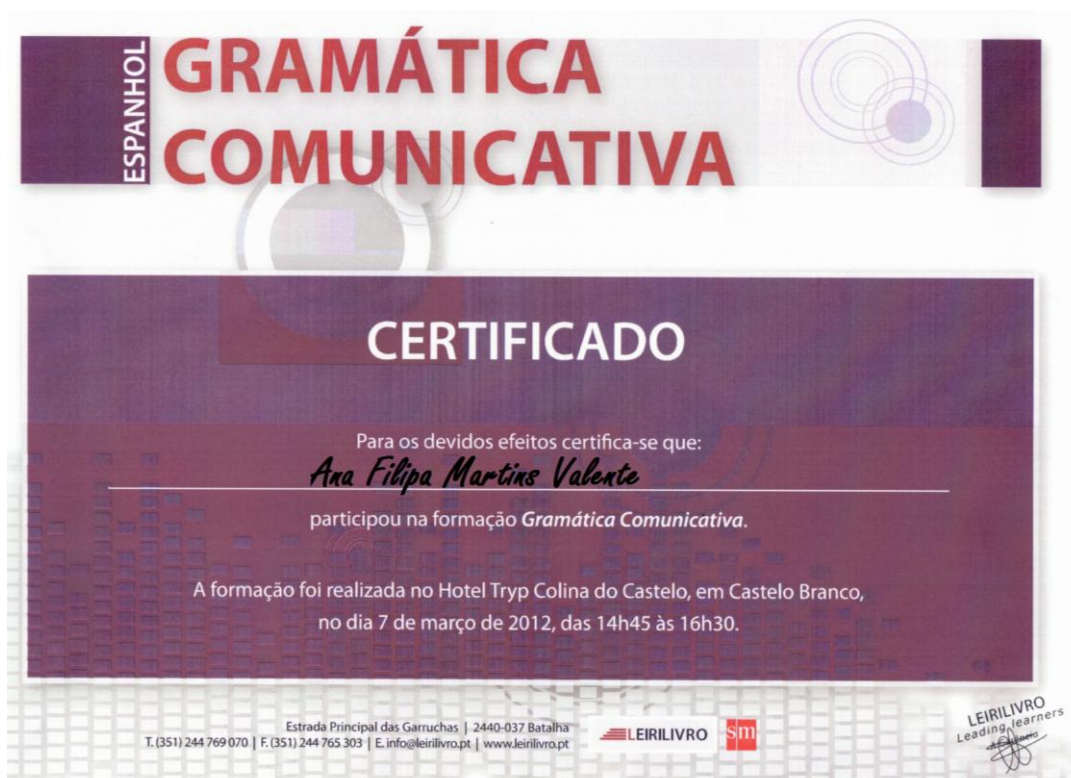 ESPANHOL
GRAMÁTICA
COMUNICATIVA
CERTIFICADO
Para os devidos efeitos certifica-se que:
Ana Filipa Martins Valente
participou na formação Gramática Comunicativa.
A formação foi realizada no Hotel Tryp Colina do Castelo, em Castelo Branco,
no dia 7 de março de 2012, das 14h45 às 16h30.
Estrada Principal das Garruchas | 2440-037 Batalha
T. (351) 244 769 070 | F. (351) 244 765 303 | E. info@leirilivro.pt | www.leirilivro.pt
LEIRILIVRO
sm
LEIRILIVRO
Leading learners